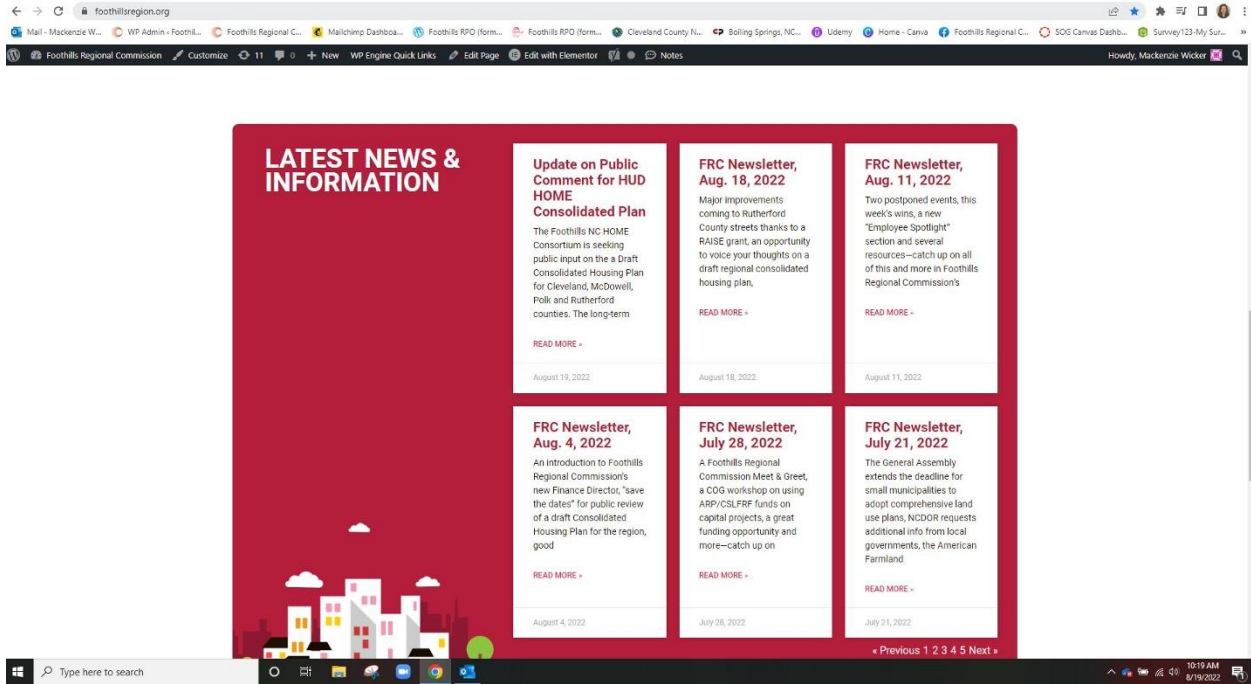 foothillsregion.org
Mail - Mackenzie W...
WP Admin ‹ Foothil...
Foothills Regional C...
Mailchimp Dashboa...
Foothills RPO (form...
Foothills RPO (form...
Cleveland County N...
Boiling Springs, NC...
Udemy
Home - Canva
Foothills Regional C...
SOG Canvas Dashb...
Survey123-My Sur...
»
Foothills Regional Commission
Customize
11
0
+ New
WP Engine Quick Links
Edit Page
Edit with Elementor
Notes
Howdy, Mackenzie Wicker
LATEST NEWS &
INFORMATION
Update on Public
Comment for HUD
HOME
Consolidated Plan
The Foothills NC HOME
Consortium is seeking
public input on the a Draft
Consolidated Housing Plan
for Cleveland, McDowell,
Polk and Rutherford
counties. The long-term
READ MORE »
August 19, 2022
FRC Newsletter,
Aug. 18, 2022
Major improvements
coming to Rutherford
County streets thanks to a
RAISE grant, an opportunity
to voice your thoughts on a
draft regional consolidated
housing plan,
READ MORE »
August 18, 2022
FRC Newsletter,
Aug. 11, 2022
Two postponed events, this
week's wins, a new
"Employee Spotlight"
section and several
resources—catch up on all
of this and more in Foothills
Regional Commission's
READ MORE »
August 11, 2022
FRC Newsletter,
Aug. 4, 2022
An introduction to Foothills
Regional Commission's
new Finance Director, "save
the dates" for public review
of a draft Consolidated
Housing Plan for the region,
good
READ MORE »
August 4, 2022
FRC Newsletter,
July 28, 2022
A Foothills Regional
Commission Meet & Greet,
a COG workshop on using
ARP/CSLFRF funds on
capital projects, a great
funding opportunity and
more—catch up on
READ MORE »
July 28, 2022
FRC Newsletter,
July 21, 2022
The General Assembly
extends the deadline for
small municipalities to
adopt comprehensive land
use plans, NCDOR requests
additional info from local
governments, the American
Farmland
READ MORE »
July 21, 2022
« Previous 1 2 3 4 5 Next »
Type here to search
10:19 AM
8/19/2022